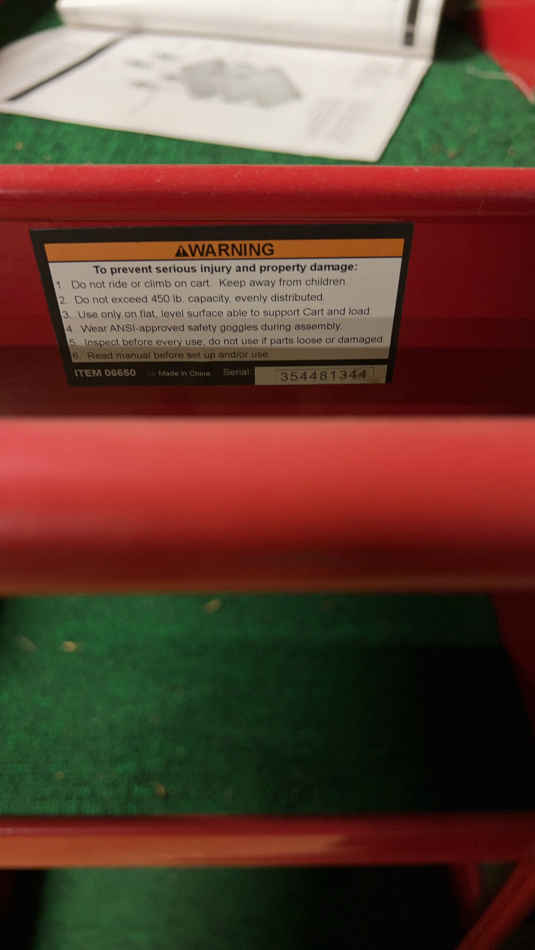 ⚠WARNING
To prevent serious injury and property damage:
1. Do not ride or climb on cart. Keep away from children.
2. Do not exceed 450 lb. capacity, evenly distributed.
3. Use only on flat, level surface able to support Cart and load.
4. Wear ANSI-approved safety goggles during assembly.
5. Inspect before every use; do not use if parts loose or damaged.
6. Read manual before set up and/or use.
ITEM 06650 Made in China Serial: 354481344